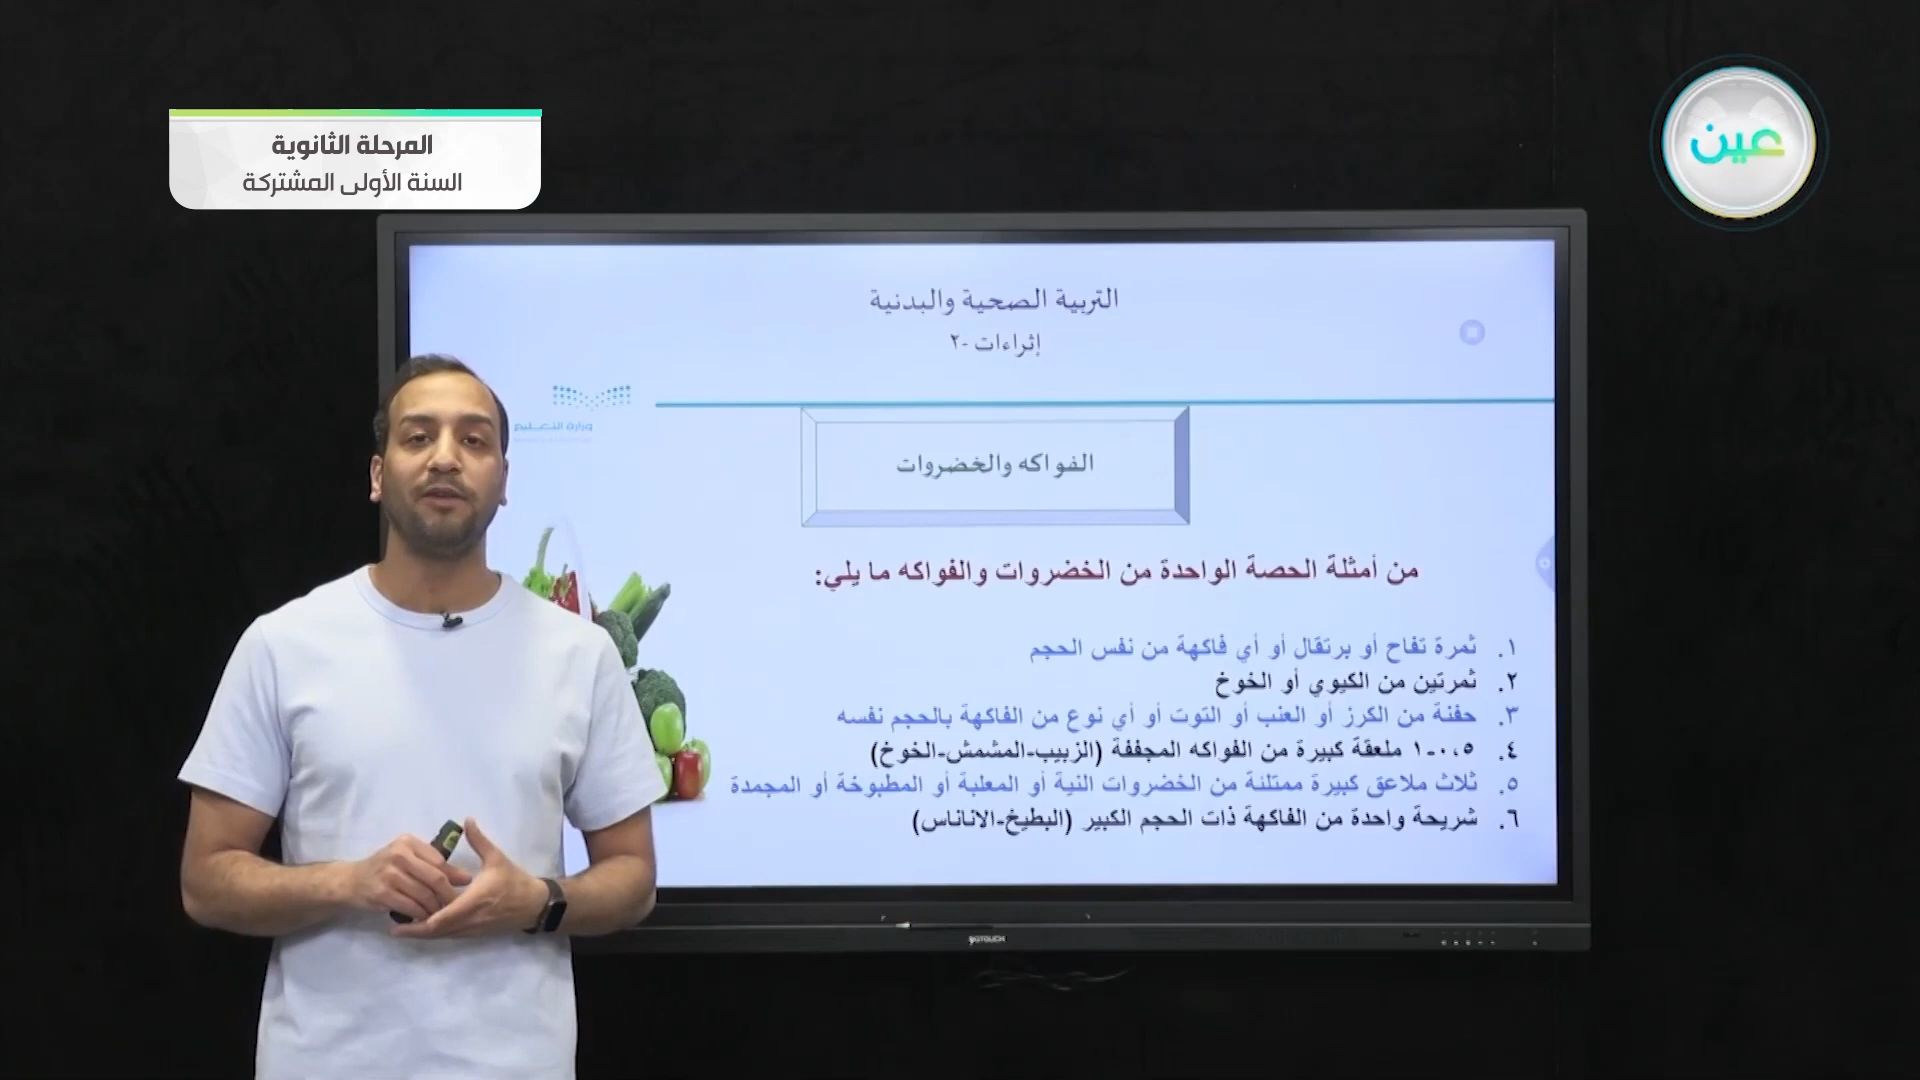 المرحلة الثانوية
السنة الأولى المشتركة
عين
التربية الصحية والبدنية
إثراءات -٢
وزارة التعليم
الفواكه والخضروات
من أمثلة الحصة الواحدة من الخضروات والفواكه ما يلي:
١. ثمرة تفاح أو برتقال أو أي فاكهة من نفس الحجم
٢. ثمرتين من الكيوي أو الخوخ
٣. حفنة من الكرز أو العنب أو التوت أو أي نوع من الفاكهة بالحجم نفسه
٤. ٠،٥-١ ملعقة كبيرة من الفواكه المجففة (الزبيب-المشمش-الخوخ)
٥. ثلاث ملاعق كبيرة ممتلئة من الخضروات النية أو المعلبة أو المطبوخة أو المجمدة
٦. شريحة واحدة من الفاكهة ذات الحجم الكبير (البطيخ-الاناناس)